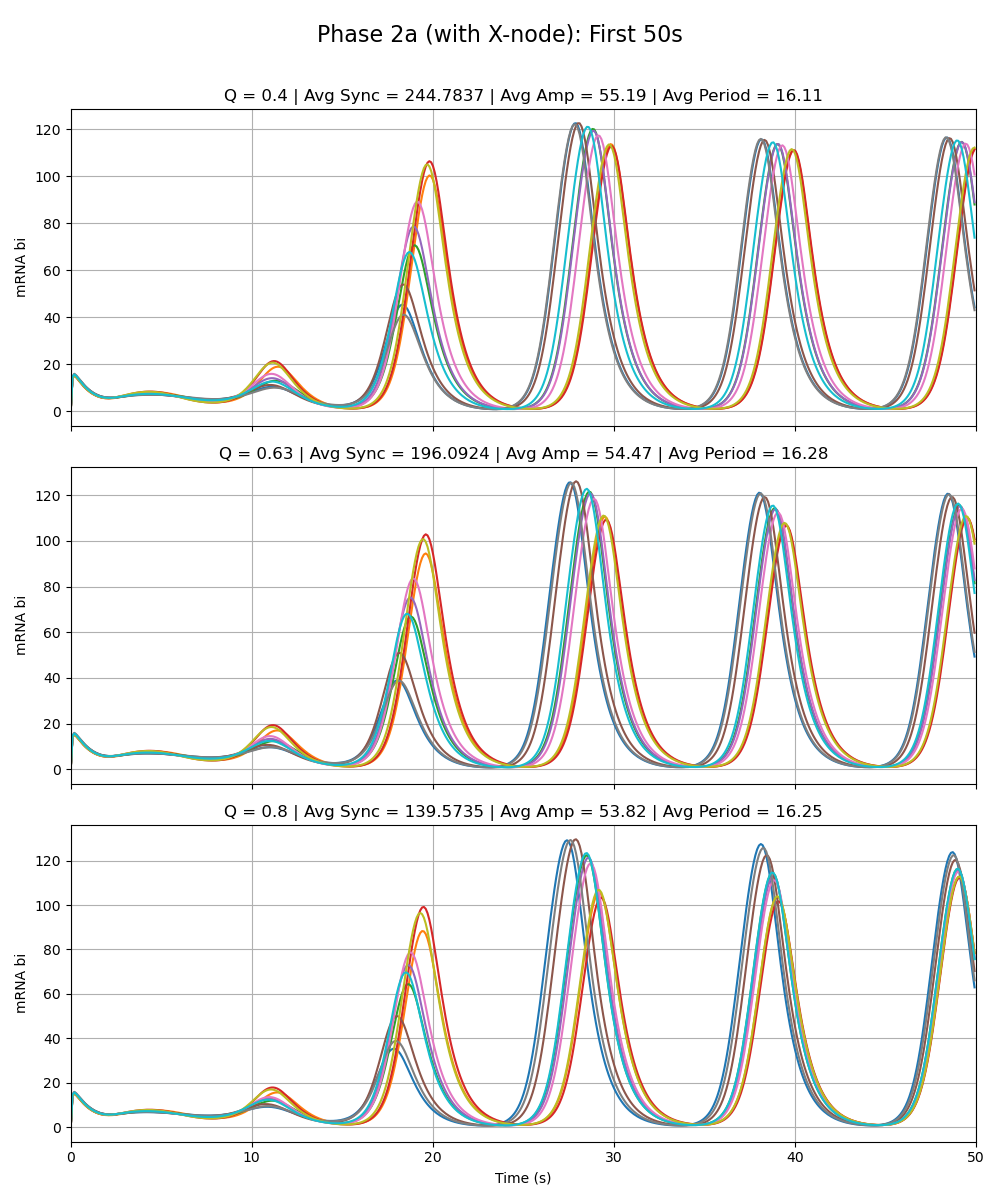 Phase 2a (with X-node): First 50s
Q = 0.4 | Avg Sync = 244.7837 | Avg Amp = 55.19 | Avg Period = 16.11
120
100
80
60
40
20
0
mRNA bi
Q = 0.63 | Avg Sync = 196.0924 | Avg Amp = 54.47 | Avg Period = 16.28
120
100
80
60
40
20
0
mRNA bi
Q = 0.8 | Avg Sync = 139.5735 | Avg Amp = 53.82 | Avg Period = 16.25
120
100
80
60
40
20
0
mRNA bi
0 10 20 30 40 50
Time (s)